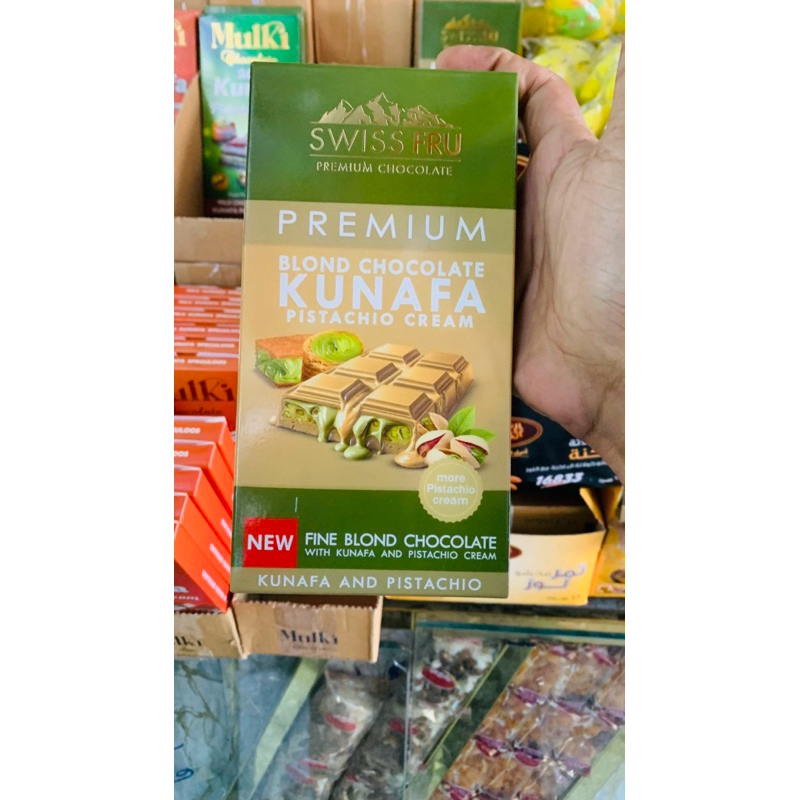 SWISS FRU
PREMIUM CHOCOLATE
PREMIUM
BLOND CHOCOLATE
KUNAFA
PISTACHIO CREAM
more
Pistachio
cream
NEW
FINE BLOND CHOCOLATE
WITH KUNAFA AND PISTACHIO CREAM
KUNAFA AND PISTACHIO
Mulki
Chocolate
Mulki
16833